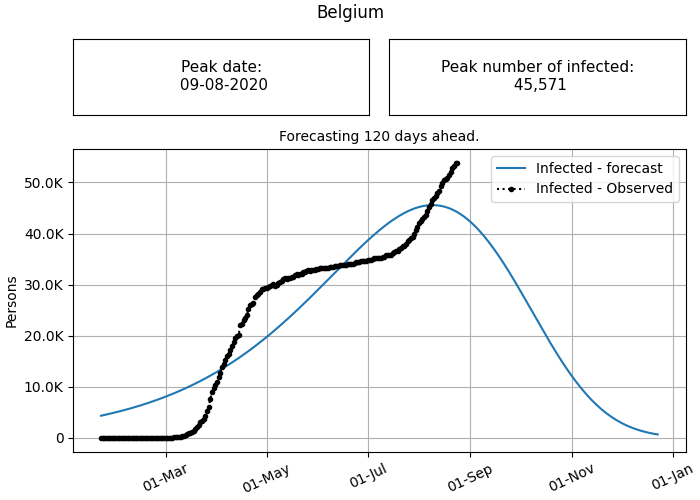 Belgium
Peak date:
09-08-2020
Peak number of infected:
45,571
Forecasting 120 days ahead.
Infected - forecast
Infected - Observed
50.0K
40.0K
30.0K
20.0K
10.0K
0
Persons
01-Mar
01-May
01-Jul
01-Sep
01-Nov
01-Jan